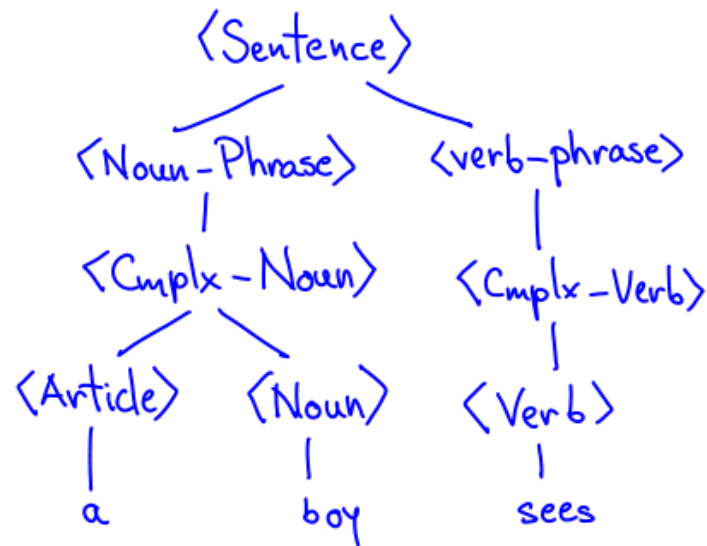 <Sentence>
<Noun-Phrase> <verb-phrase>
<Cmplx-Noun> <Cmplx-Verb>
<Article> <Noun> <Verb>
a boy sees